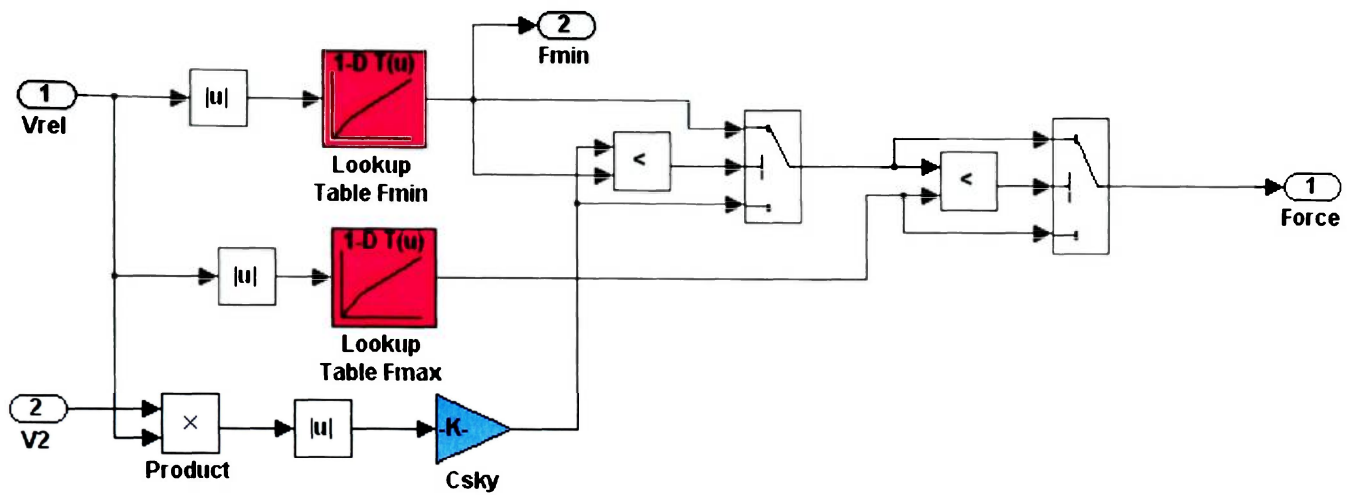 2
Fmin
1
Vrel
|u|
1-D T(u)
Lookup
Table Fmin
<
<
1
Force
|u|
1-D T(u)
Lookup
Table Fmax
2
V2
×
Product
|u|
-K-
Csky